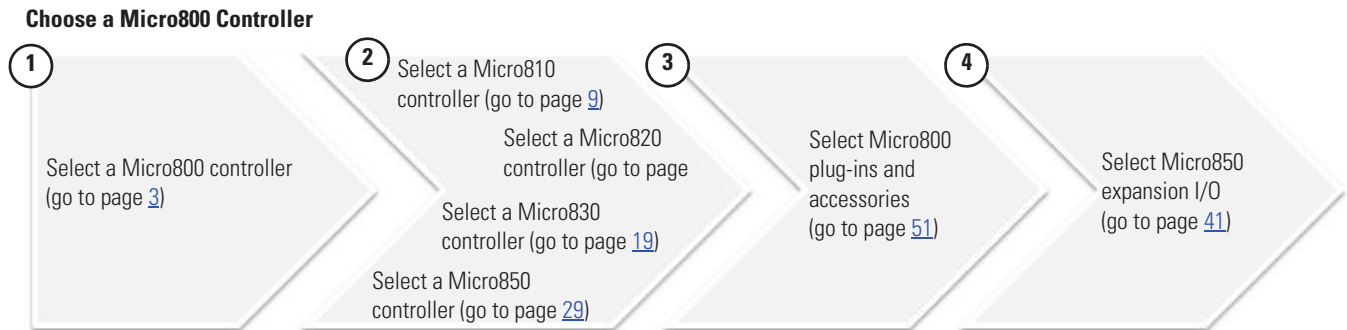 Choose a Micro800 Controller
1
Select a Micro800 controller
(go to page 3)
2
Select a Micro810
controller (go to page 9)
Select a Micro820
controller (go to page
Select a Micro830
controller (go to page 19)
Select a Micro850
controller (go to page 29)
3
Select Micro800
plug-ins and
accessories
(go to page 51)
4
Select Micro850
expansion I/O
(go to page 41)